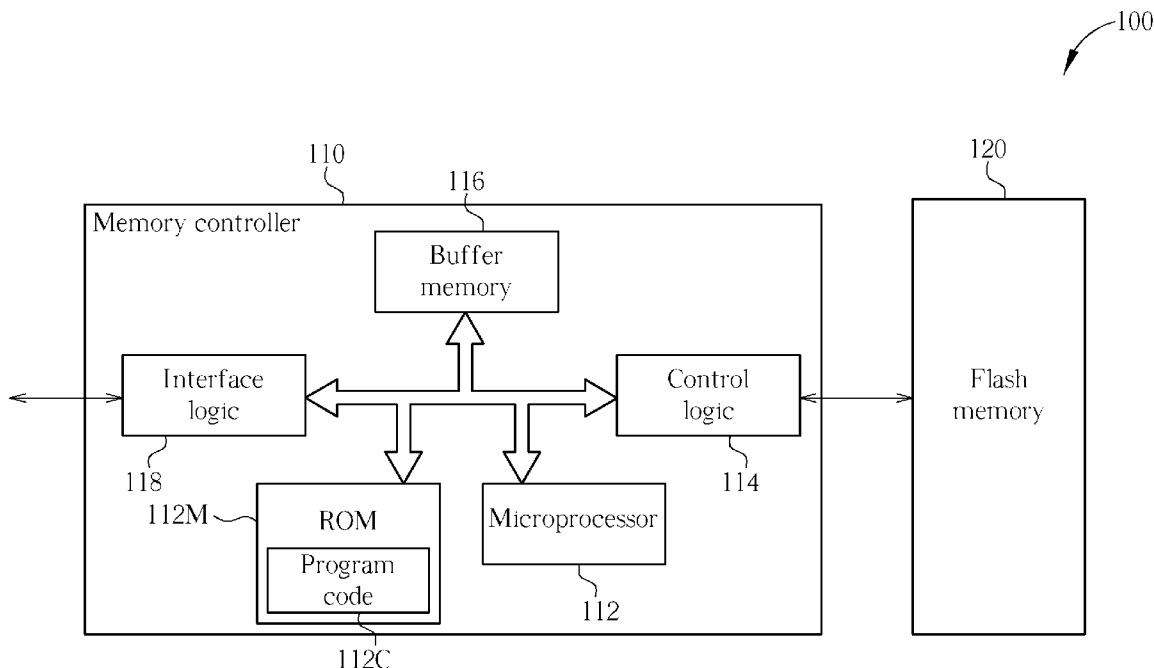 100
110
120
116
Memory controller
Buffer
memory
Interface
logic
Control
logic
Flash
memory
118
114
112M
ROM
Microprocessor
Program
code
112
112C